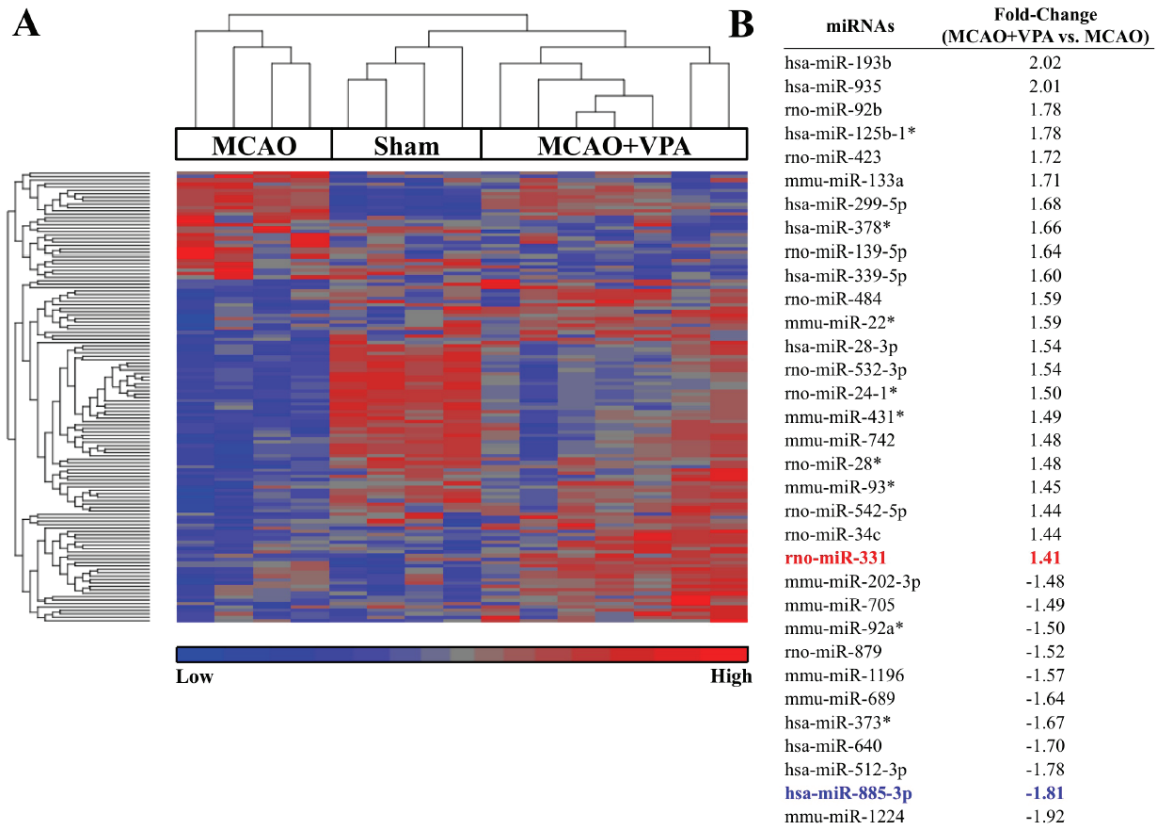 A
B
MCAO Sham MCAO+VPA
Low High
miRNAs Fold-Change
(MCAO+VPA vs. MCAO)
hsa-miR-193b 2.02
hsa-miR-935 2.01
rno-miR-92b 1.78
hsa-miR-125b-1* 1.78
rno-miR-423 1.72
mmu-miR-133a 1.71
hsa-miR-299-5p 1.68
hsa-miR-378* 1.66
rno-miR-139-5p 1.64
hsa-miR-339-5p 1.60
rno-miR-484 1.59
mmu-miR-22* 1.59
hsa-miR-28-3p 1.54
rno-miR-532-3p 1.54
rno-miR-24-1* 1.50
mmu-miR-431* 1.49
mmu-miR-742 1.48
rno-miR-28* 1.48
mmu-miR-93* 1.45
rno-miR-542-5p 1.44
rno-miR-34c 1.44
rno-miR-331 1.41
mmu-miR-202-3p -1.48
mmu-miR-705 -1.49
mmu-miR-92a* -1.50
rno-miR-879 -1.52
mmu-miR-1196 -1.57
mmu-miR-689 -1.64
hsa-miR-373* -1.67
hsa-miR-640 -1.70
hsa-miR-512-3p -1.78
hsa-miR-885-3p -1.81
mmu-miR-1224 -1.92